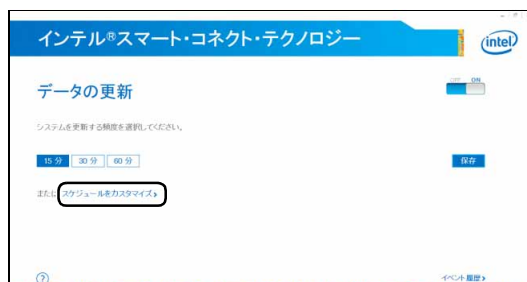 インテル®スマート・コネクト・テクノロジー
intel
データの更新
OFF ON
システムを更新する頻度を選択してください。
15 分 30 分 60 分 保存
または スケジュールをカスタマイズ›
? イベント履歴›